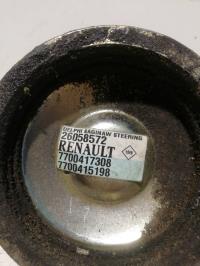 DELPHI SAGINAW STEERING
26058572
RENAULT
7700417308
7700415198